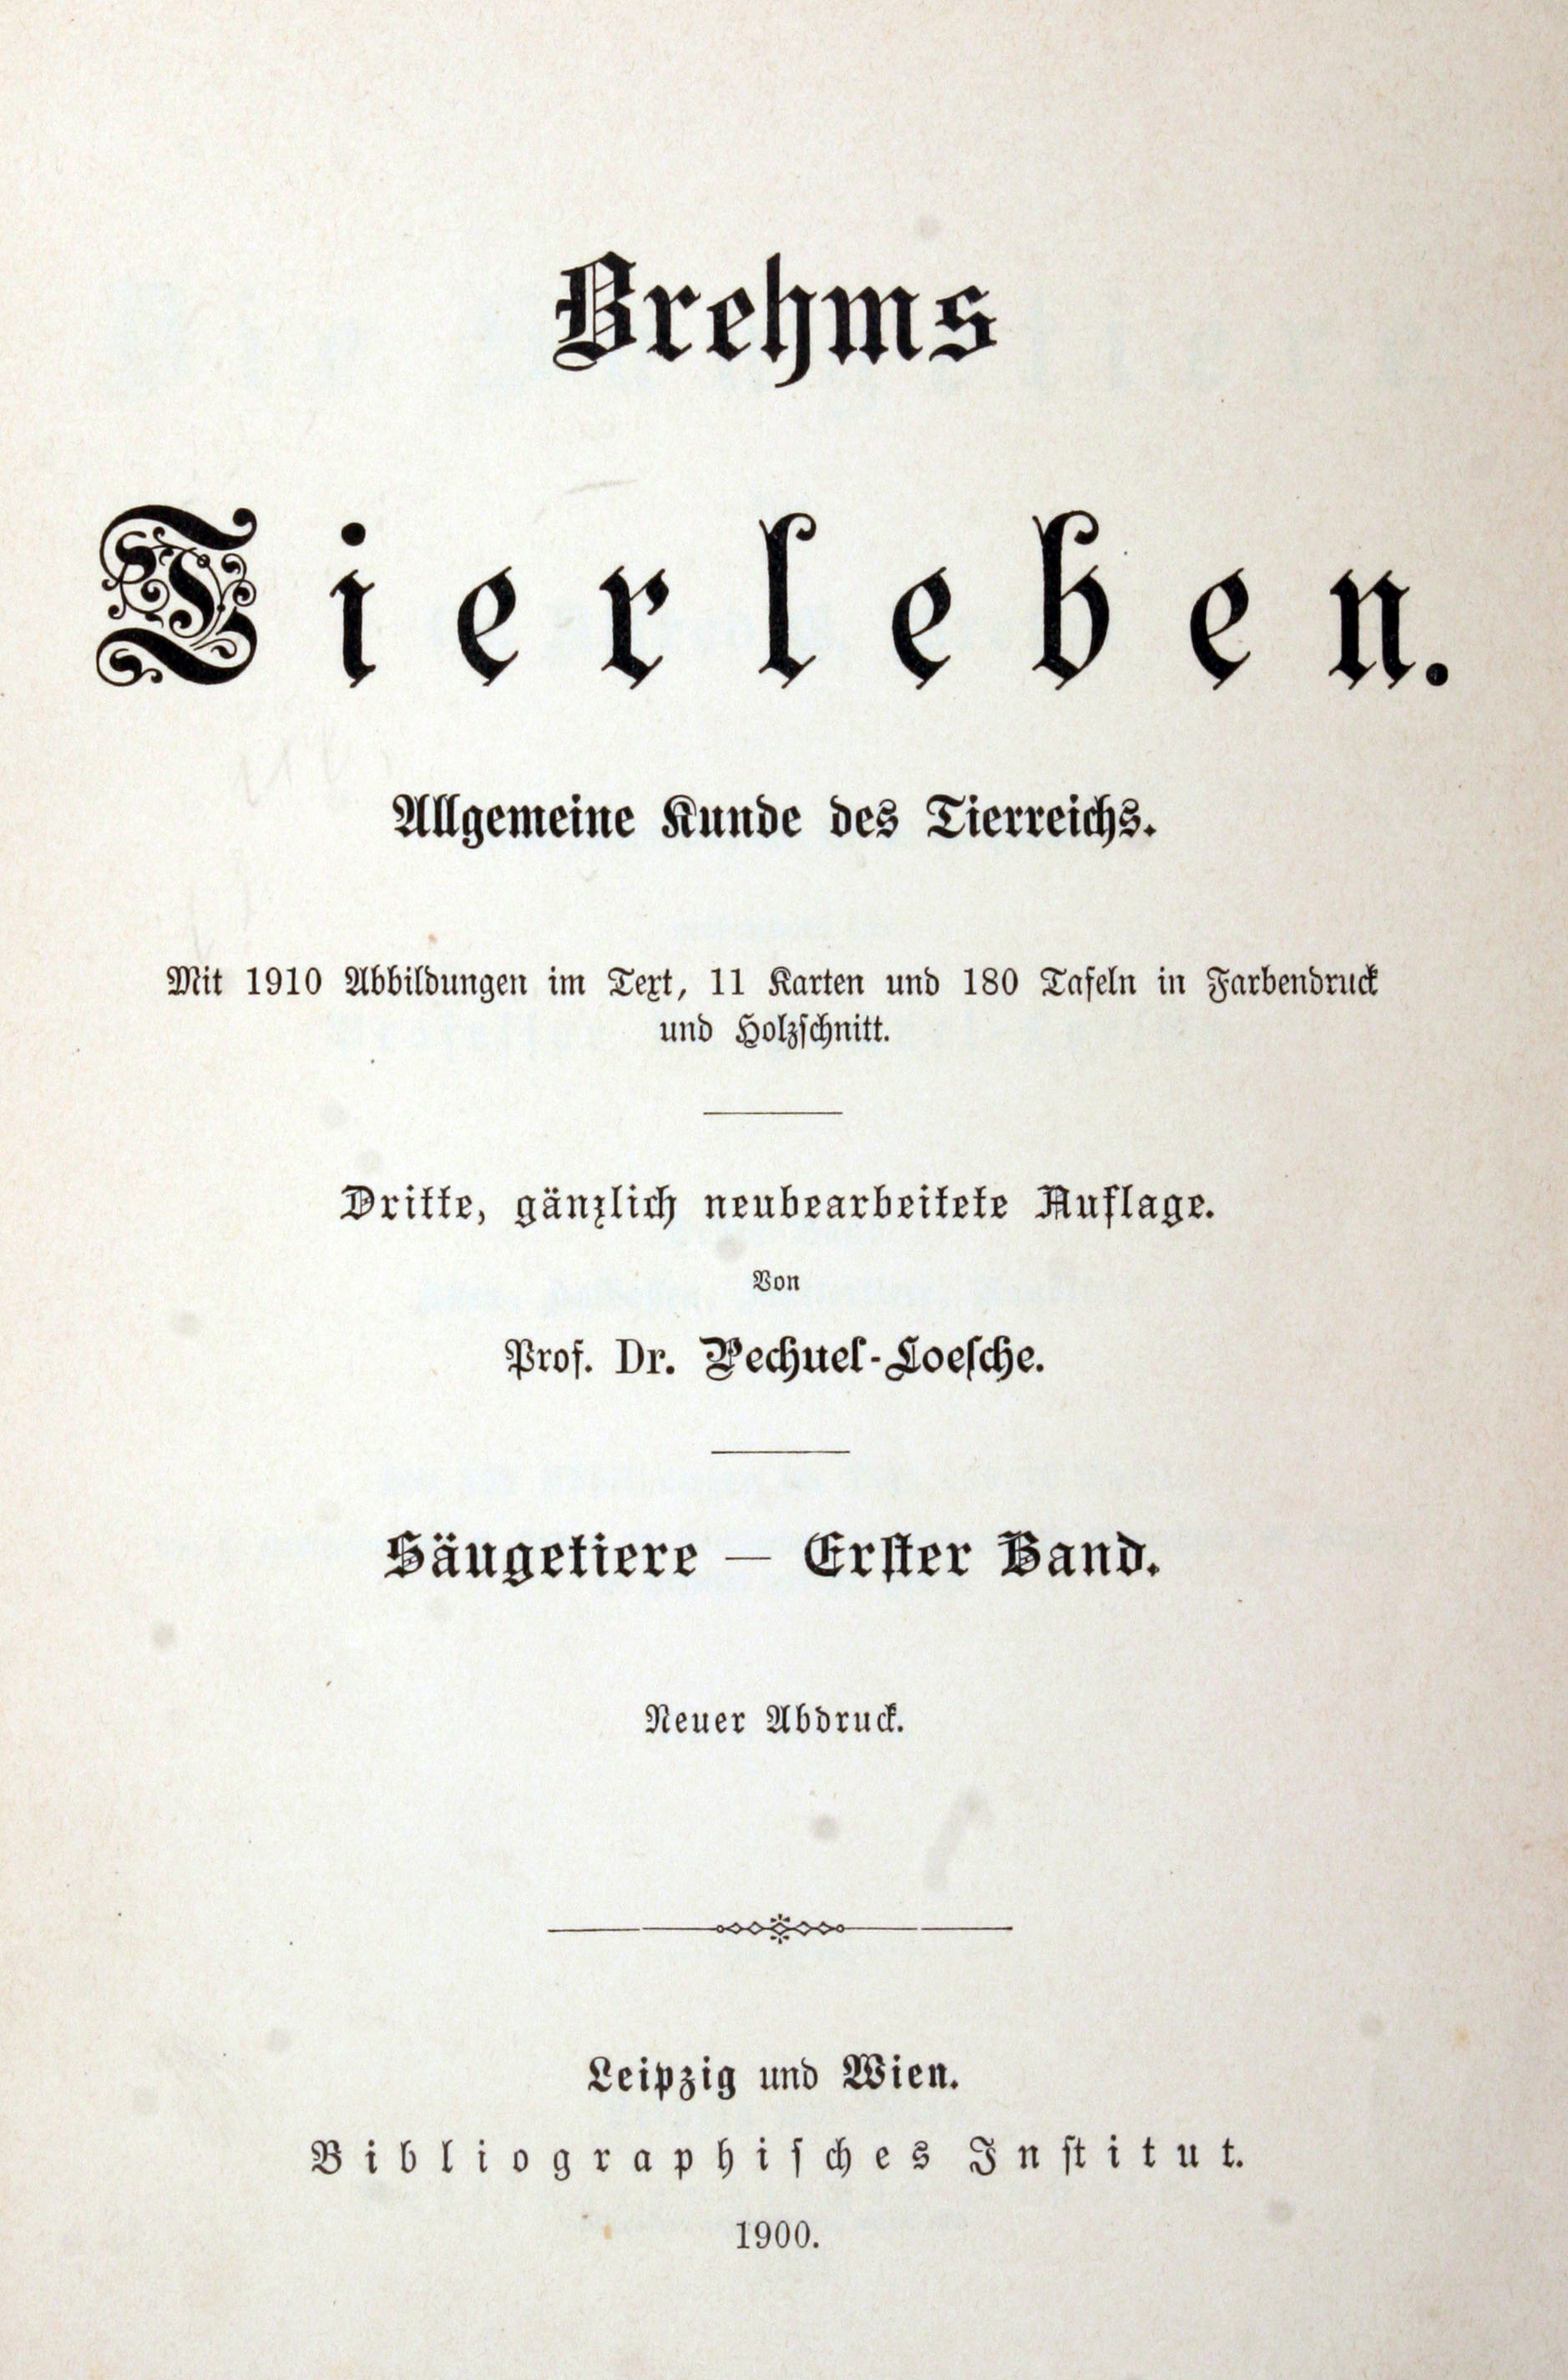 Brehms
Tierleben.
Allgemeine Kunde des Tierreichs.
Mit 1910 Abbildungen im Text, 11 Karten und 180 Tafeln in Farbendruck
und Holzschnitt.
Dritte, gänzlich neubearbeitete Auflage.
Von
Prof. Dr. Pechuel-Loesche.
Säugetiere — Erster Band.
Neuer Abdruck.
Leipzig und Wien.
Bibliographisches Institut.
1900.